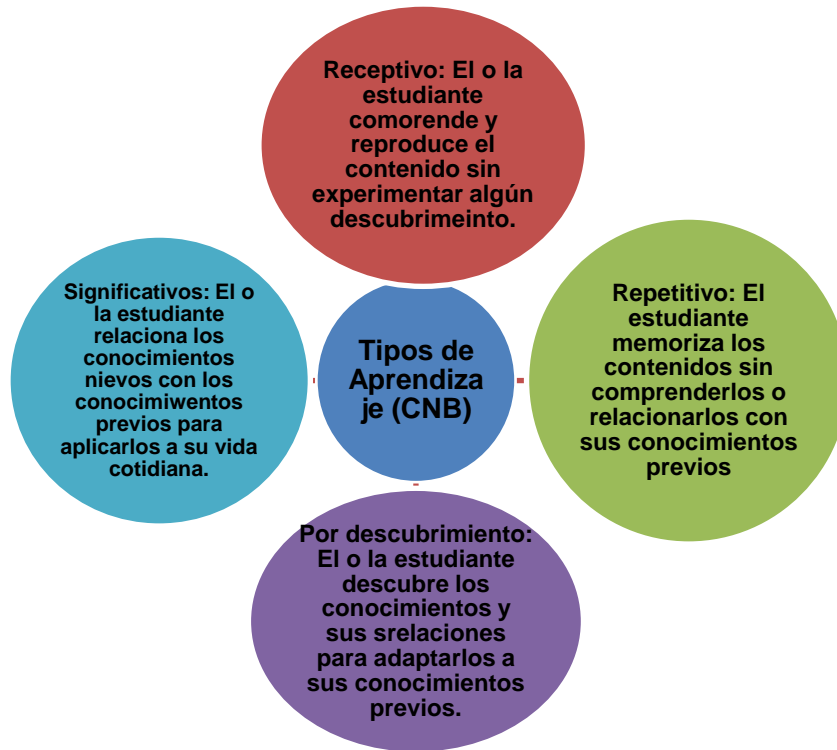 Receptivo: El o la
estudiante
comorende y
reproduce el
contenido sin
experimentar algún
descubrimeinto.
Significativos: El o
la estudiante
relaciona los
conocimientos
nievos con los
conocimiwentos
previos para
aplicarlos a su vida
cotidiana.
Tipos de
Aprendiza
je (CNB)
Repetitivo: El
estudiante
memoriza los
contenidos sin
comprenderlos o
relacionarlos con
sus conocimientos
previos
Por descubrimiento:
El o la estudiante
descubre los
conocimientos y
sus srelaciones
para adaptarlos a
sus conocimientos
previos.